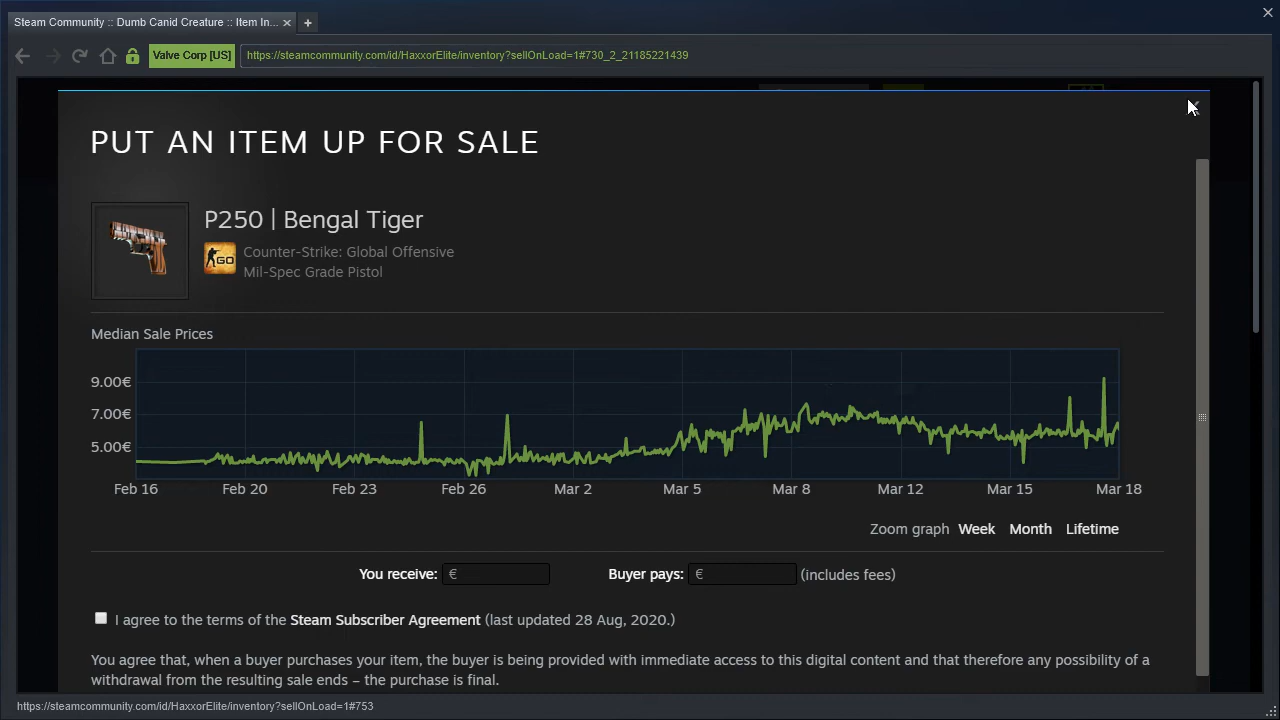 Steam Community :: Dumb Canid Creature :: Item In...
Valve Corp [US]
https://steamcommunity.com/id/HaxxorElite/inventory?sellOnLoad=1#730_2_21185221439
PUT AN ITEM UP FOR SALE
P250 | Bengal Tiger
GO
Counter-Strike: Global Offensive
Mil-Spec Grade Pistol
Median Sale Prices
9.00€
7.00€
5.00€
Feb 16 Feb 20 Feb 23 Feb 26 Mar 2 Mar 5 Mar 8 Mar 12 Mar 15 Mar 18
Zoom graph Week Month Lifetime
You receive: € Buyer pays: € (includes fees)
I agree to the terms of the Steam Subscriber Agreement (last updated 28 Aug, 2020.)
You agree that, when a buyer purchases your item, the buyer is being provided with immediate access to this digital content and that therefore any possibility of a
withdrawal from the resulting sale ends – the purchase is final.
https://steamcommunity.com/id/HaxxorElite/inventory?sellOnLoad=1#753